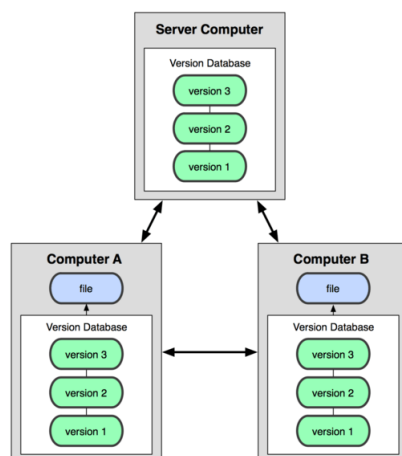 Server Computer
Version Database
version 3
version 2
version 1
Computer A
file
Version Database
version 3
version 2
version 1
Computer B
file
Version Database
version 3
version 2
version 1